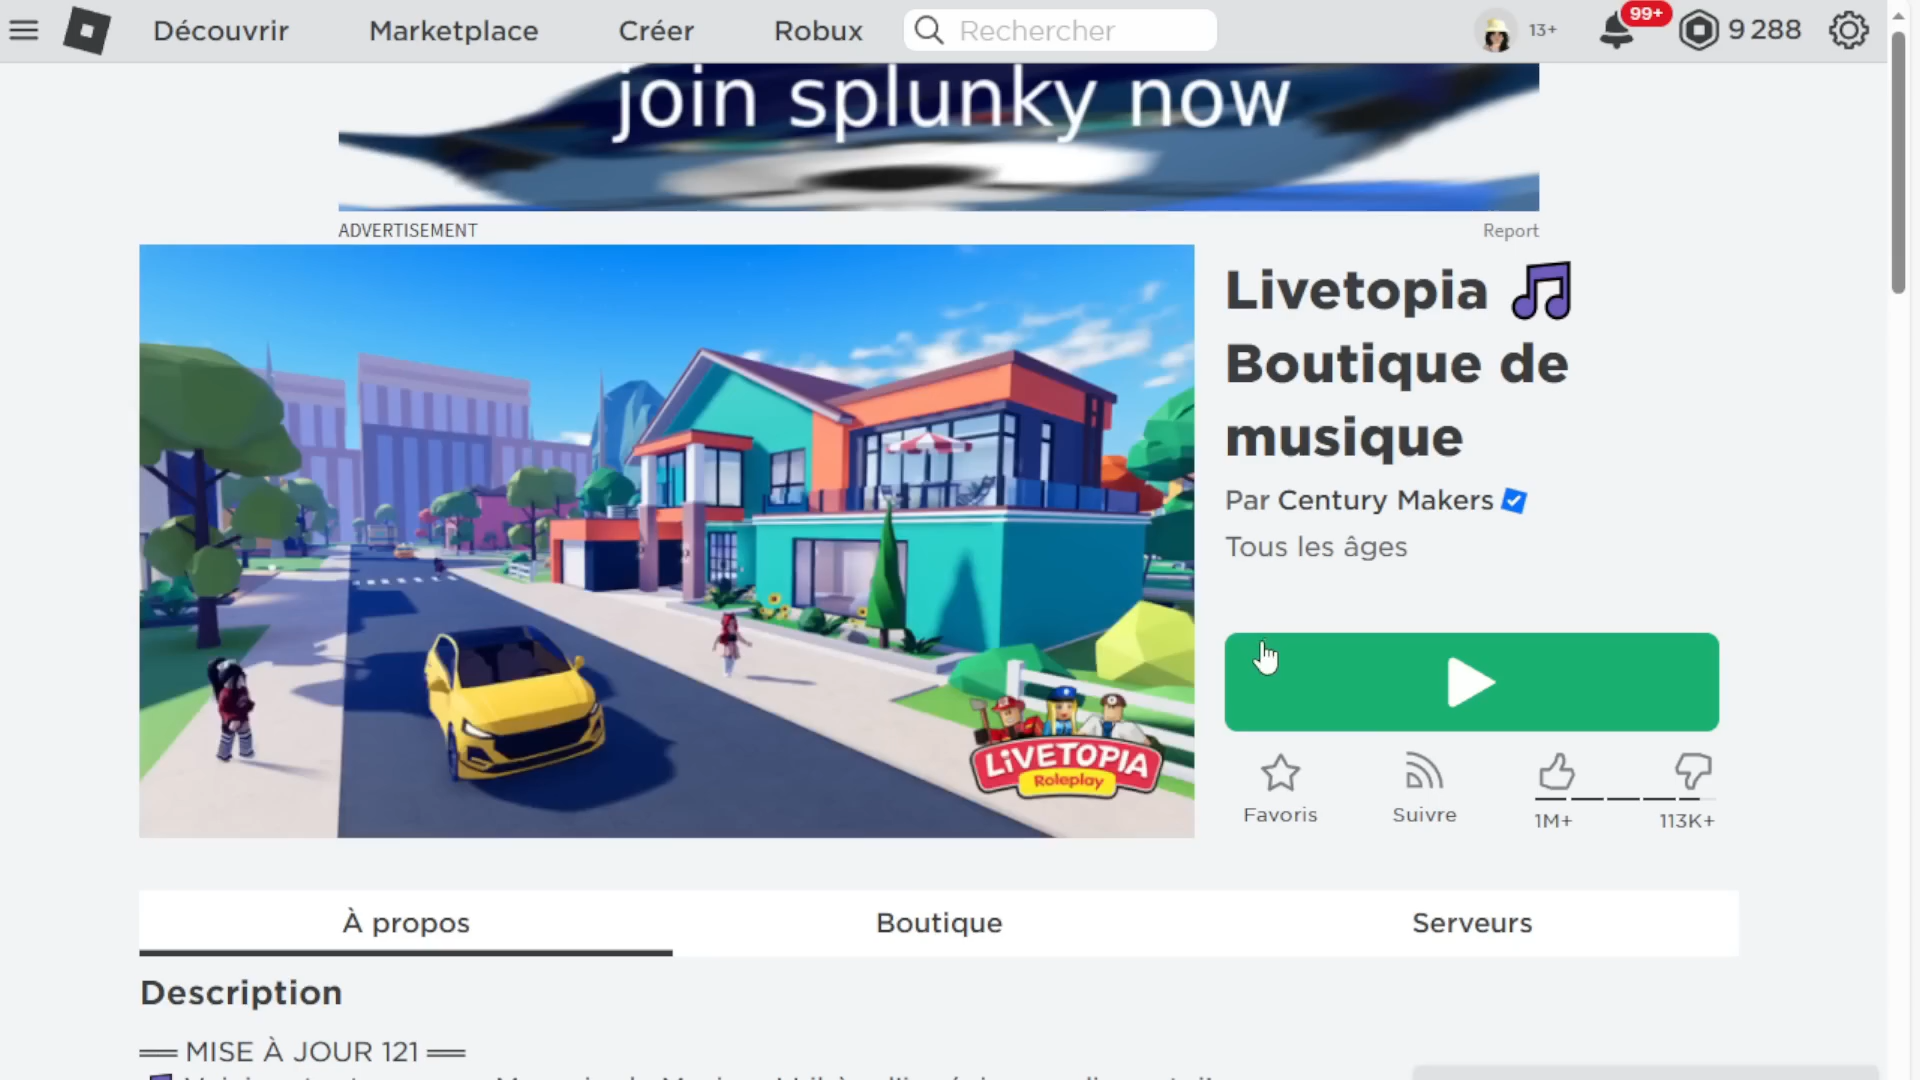 Découvrir Marketplace Créer Robux Rechercher 13+ 99+ 9 288
join splunky now
ADVERTISEMENT Report
Livetopia
Boutique de
musique
Par Century Makers
Tous les âges
LiVETOPiA
Roleplay
Favoris Suivre 1M+ 113K+
À propos Boutique Serveurs
Description
══ MISE À JOUR 121 ══